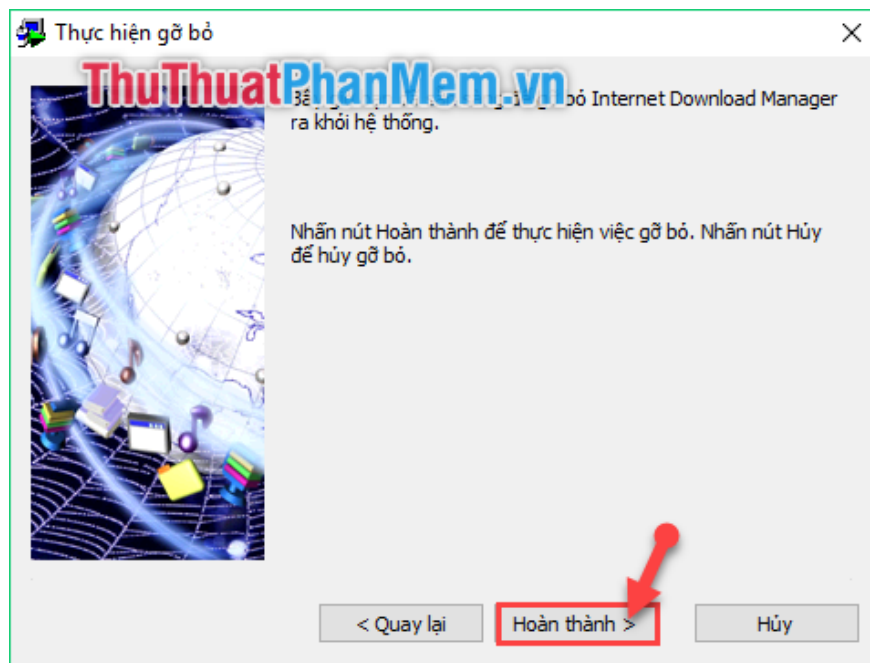 Thực hiện gỡ bỏ
ThuThuatPhanMem.vn
bỏ Internet Download Manager
ra khỏi hệ thống.
Nhấn nút Hoàn thành để thực hiện việc gỡ bỏ. Nhấn nút Hủy
để hủy gỡ bỏ.
< Quay lại
Hoàn thành >
Hủy